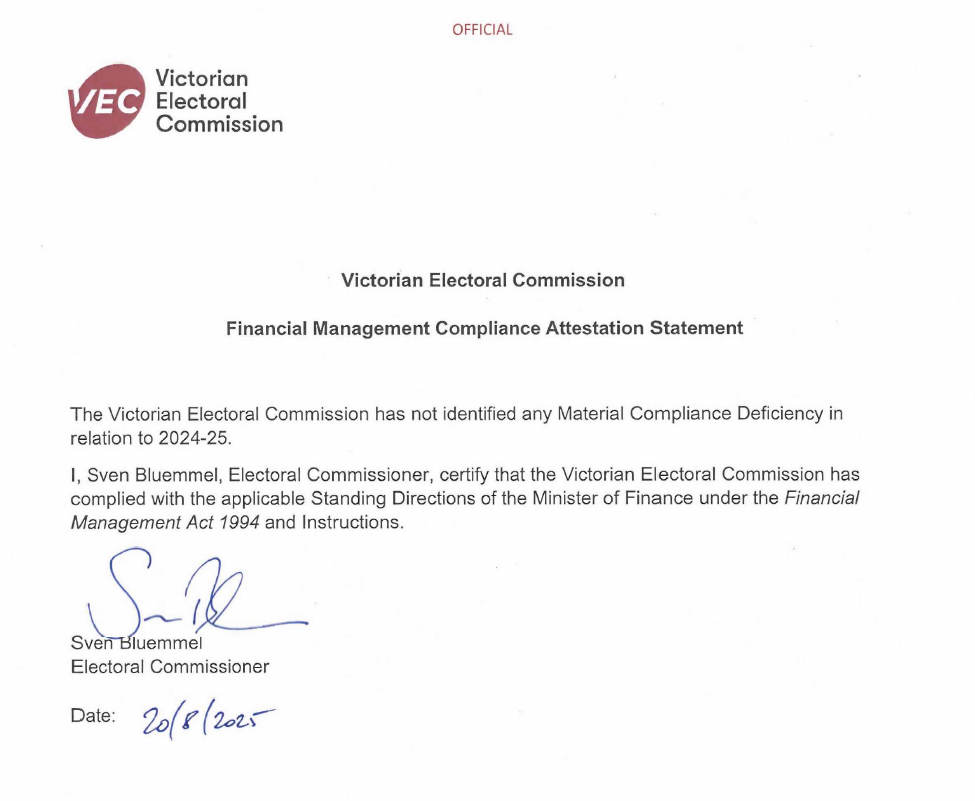 OFFICIAL
VEC
Victorian
Electoral
Commission
Victorian Electoral Commission
Financial Management Compliance Attestation Statement
The Victorian Electoral Commission has not identified any Material Compliance Deficiency in
relation to 2024-25.
I, Sven Bluemmel, Electoral Commissioner, certify that the Victorian Electoral Commission has
complied with the applicable Standing Directions of the Minister of Finance under the Financial
Management Act 1994 and Instructions.
Sven Bluemmel
Electoral Commissioner
Date: 20/8/2025